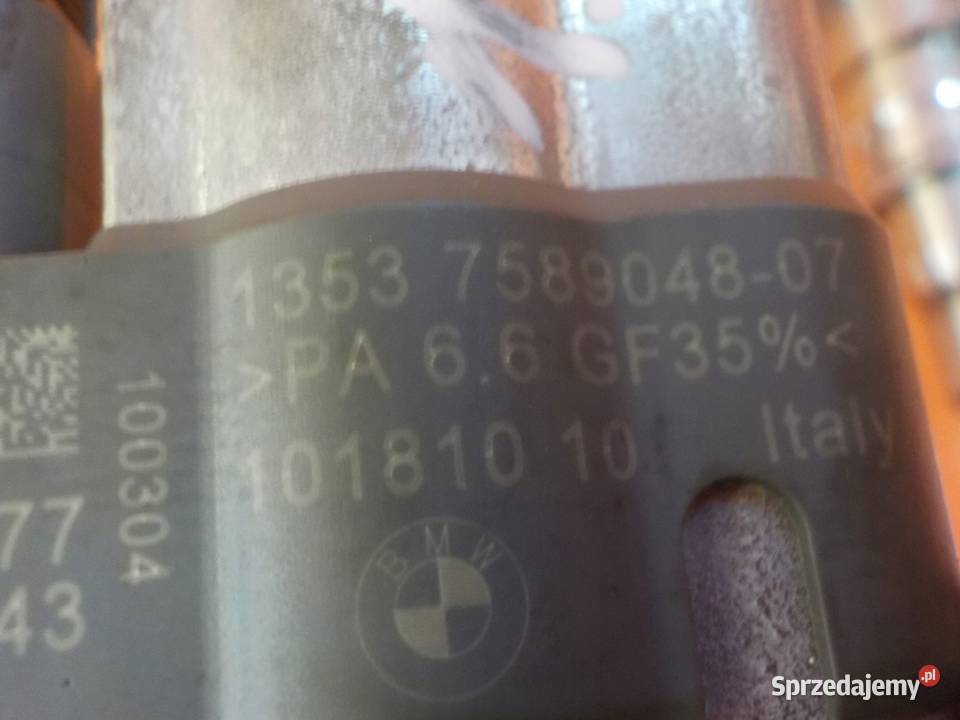 1353 7589048-07
>PA 6.6 GF35%<
101810 10 Italy
BMW
100304
77
43
Sprzedajemy.pl